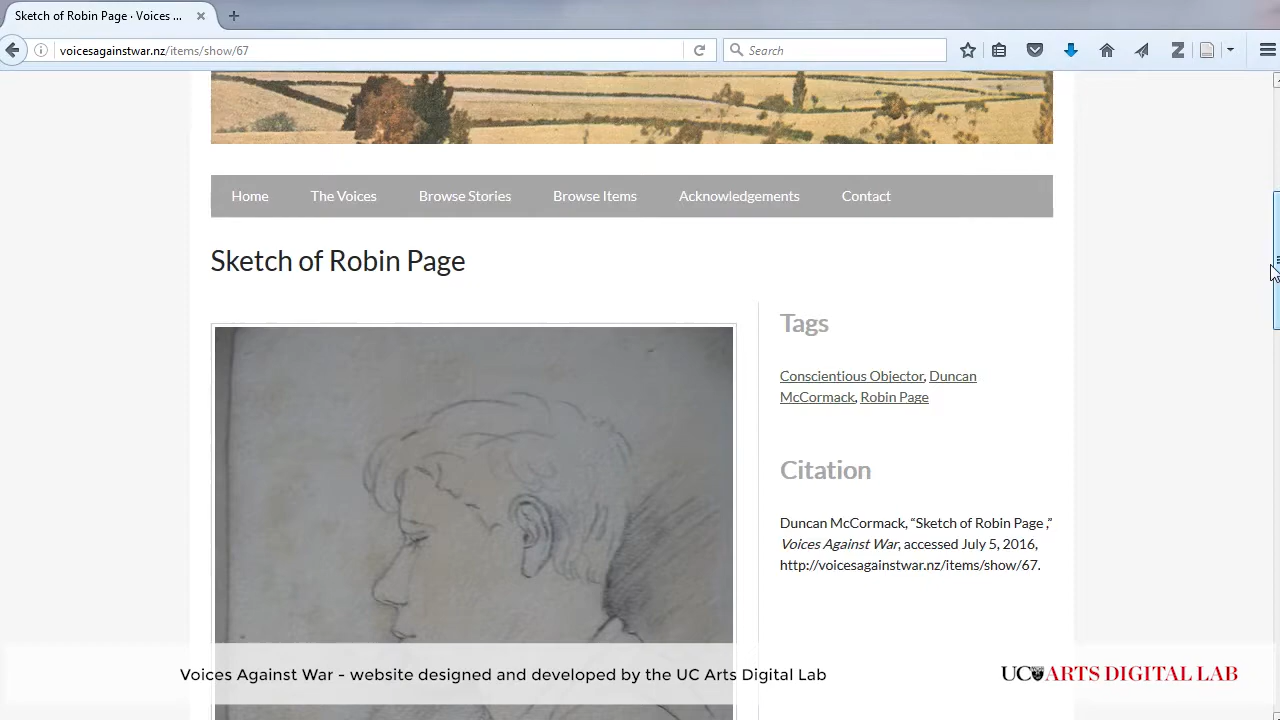 Sketch of Robin Page · Voices ...
voicesagainstwar.nz/items/show/67
Search
Home
The Voices
Browse Stories
Browse Items
Acknowledgements
Contact
Sketch of Robin Page
Tags
Conscientious Objector, Duncan
McCormack, Robin Page
Citation
Duncan McCormack, “Sketch of Robin Page ,”
Voices Against War, accessed July 5, 2016,
http://voicesagainstwar.nz/items/show/67.
Voices Against War - website designed and developed by the UC Arts Digital Lab
UC ARTS DIGITAL LAB